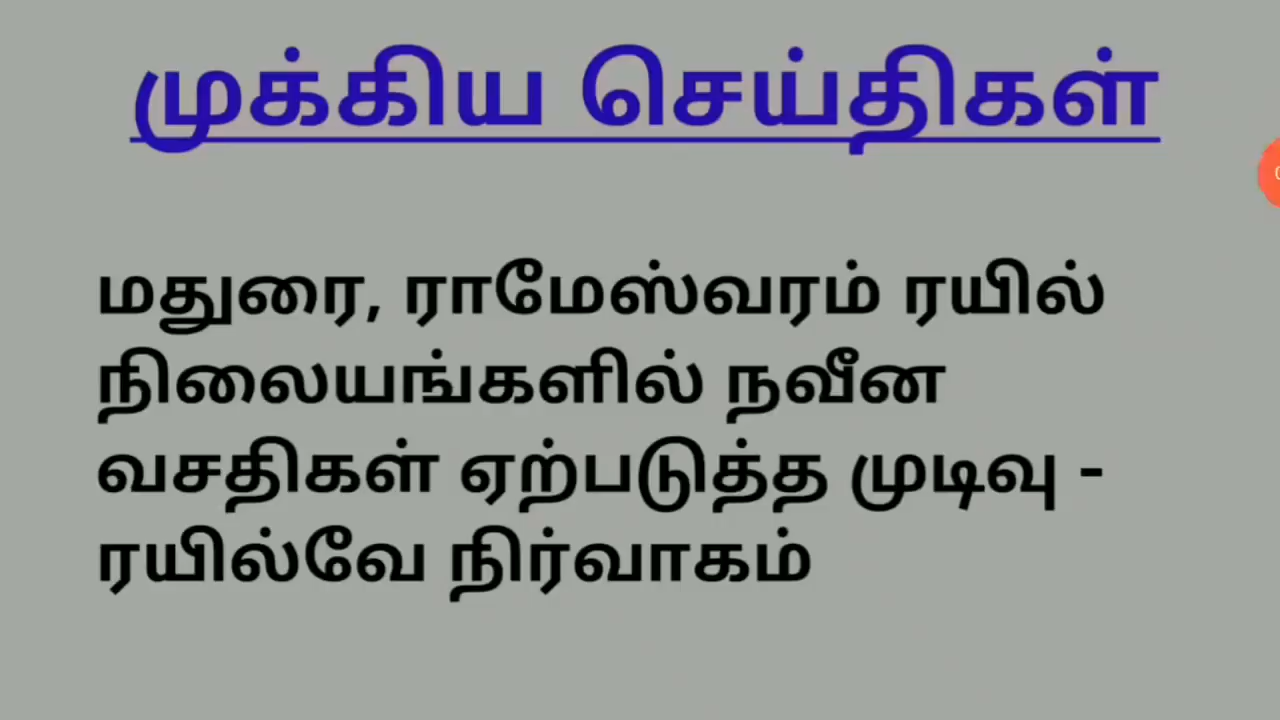 முக்கிய செய்திகள்
மதுரை, ராமேஸ்வரம் ரயில்
நிலையங்களில் நவீன
வசதிகள் ஏற்படுத்த முடிவு -
ரயில்வே நிர்வாகம்